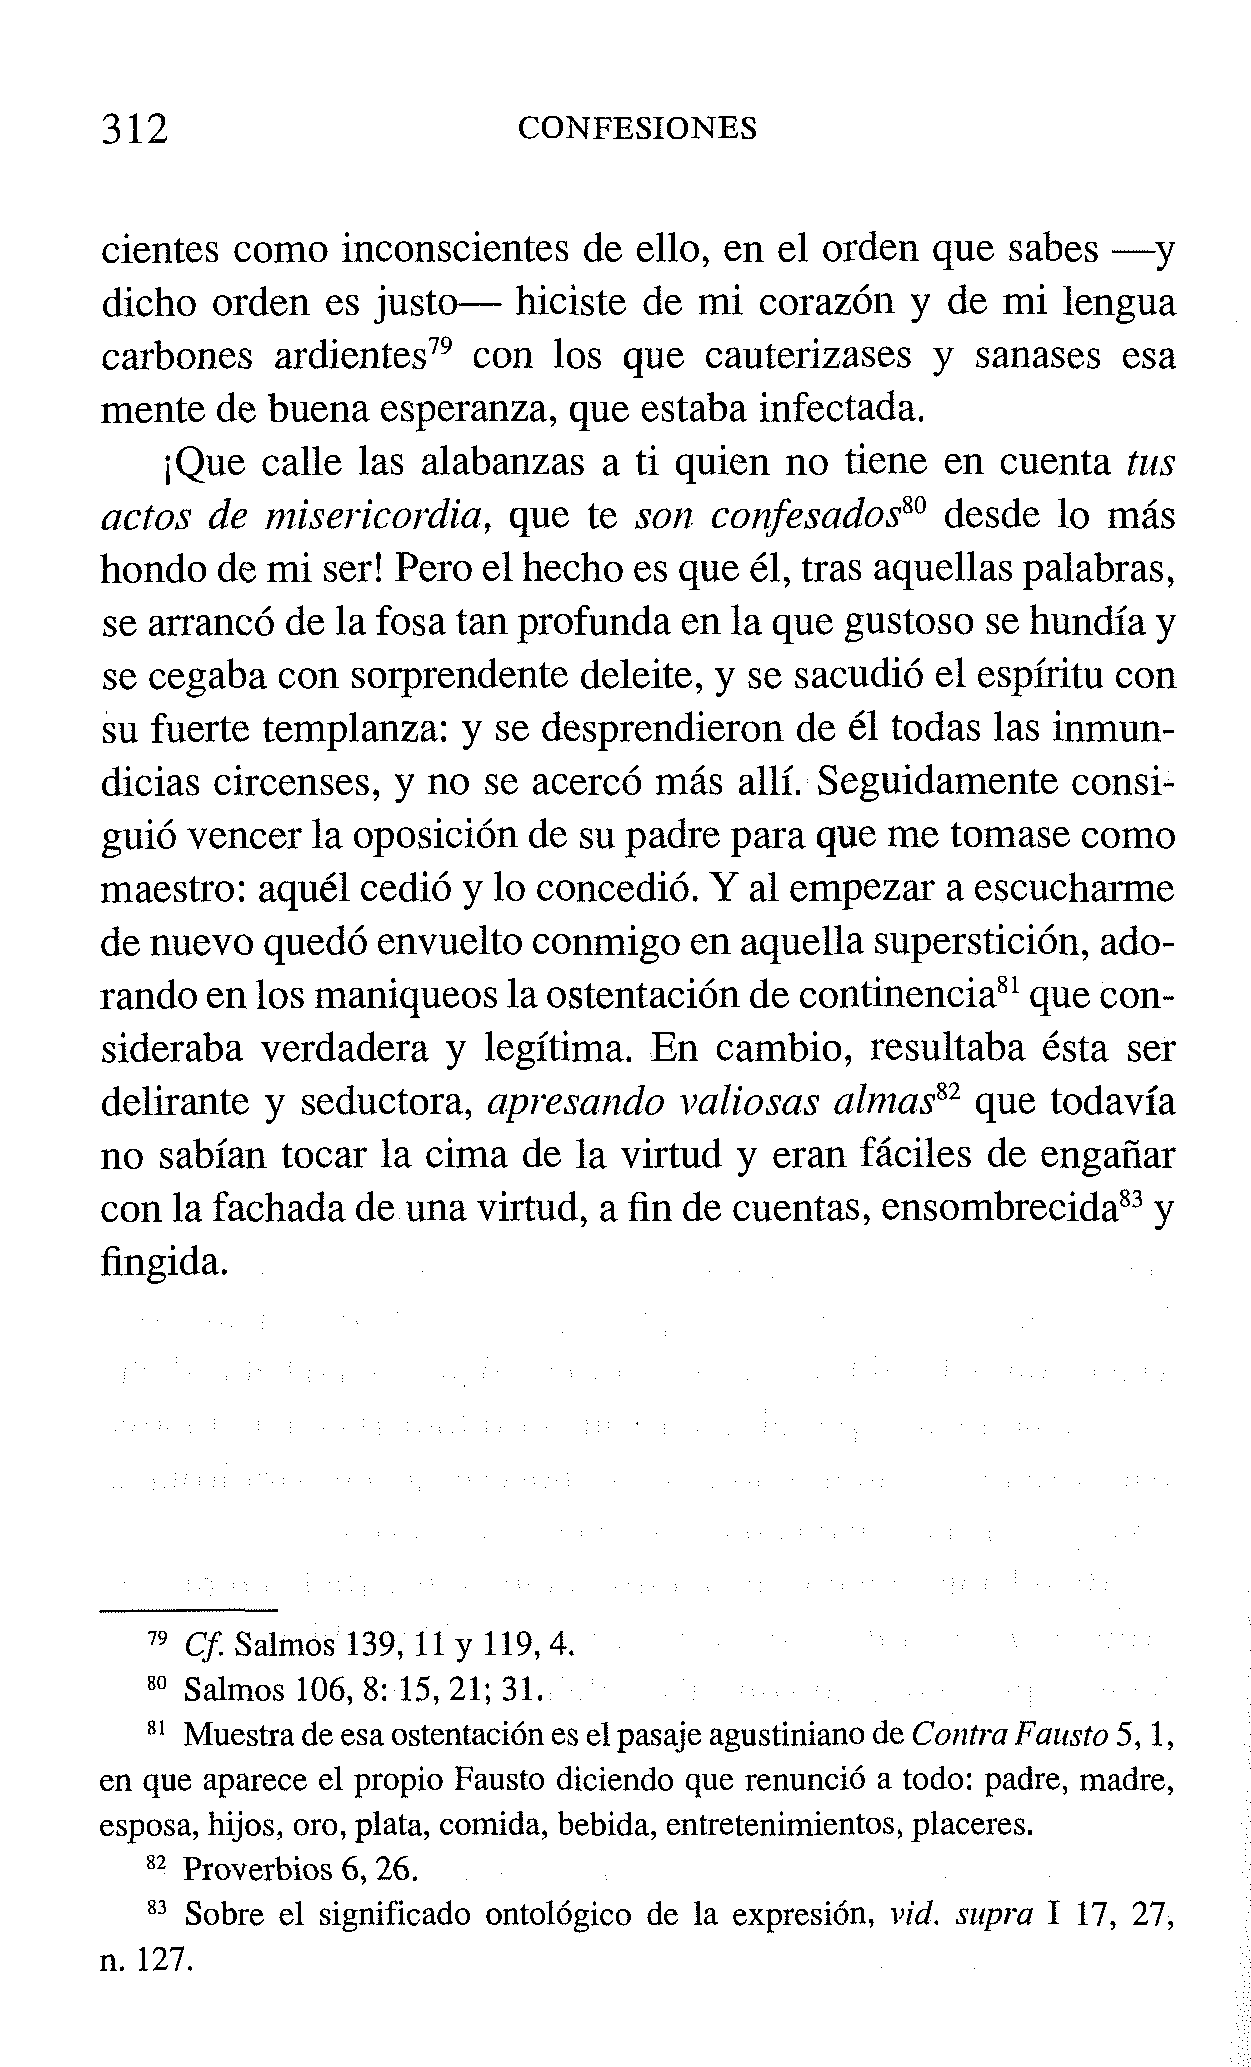 312 CONFESIONES
cientes como inconscientes de ello, en el orden que sabes —y
dicho orden es justo— hiciste de mi corazón y de mi lengua
carbones ardientes⁷⁹ con los que cauterizases y sanases esa
mente de buena esperanza, que estaba infectada.
¡Que calle las alabanzas a ti quien no tiene en cuenta tus
actos de misericordia, que te son confesados⁸⁰ desde lo más
hondo de mi ser! Pero el hecho es que él, tras aquellas palabras,
se arrancó de la fosa tan profunda en la que gustoso se hundía y
se cegaba con sorprendente deleite, y se sacudió el espíritu con
su fuerte templanza: y se desprendieron de él todas las inmun-
dicias circenses, y no se acercó más allí. Seguidamente consi-
guió vencer la oposición de su padre para que me tomase como
maestro: aquél cedió y lo concedió. Y al empezar a escucharme
de nuevo quedó envuelto conmigo en aquella superstición, ado-
rando en los maniqueos la ostentación de continencia⁸¹ que con-
sideraba verdadera y legítima. En cambio, resultaba ésta ser
delirante y seductora, apresando valiosas almas⁸² que todavía
no sabían tocar la cima de la virtud y eran fáciles de engañar
con la fachada de una virtud, a fin de cuentas, ensombrecida⁸³ y
fingida.
⁷⁹ Cf. Salmos 139, 11 y 119, 4.
⁸⁰ Salmos 106, 8: 15, 21; 31.
⁸¹ Muestra de esa ostentación es el pasaje agustiniano de Contra Fausto 5, 1,
en que aparece el propio Fausto diciendo que renunció a todo: padre, madre,
esposa, hijos, oro, plata, comida, bebida, entretenimientos, placeres.
⁸² Proverbios 6, 26.
⁸³ Sobre el significado ontológico de la expresión, vid. supra I 17, 27,
n. 127.